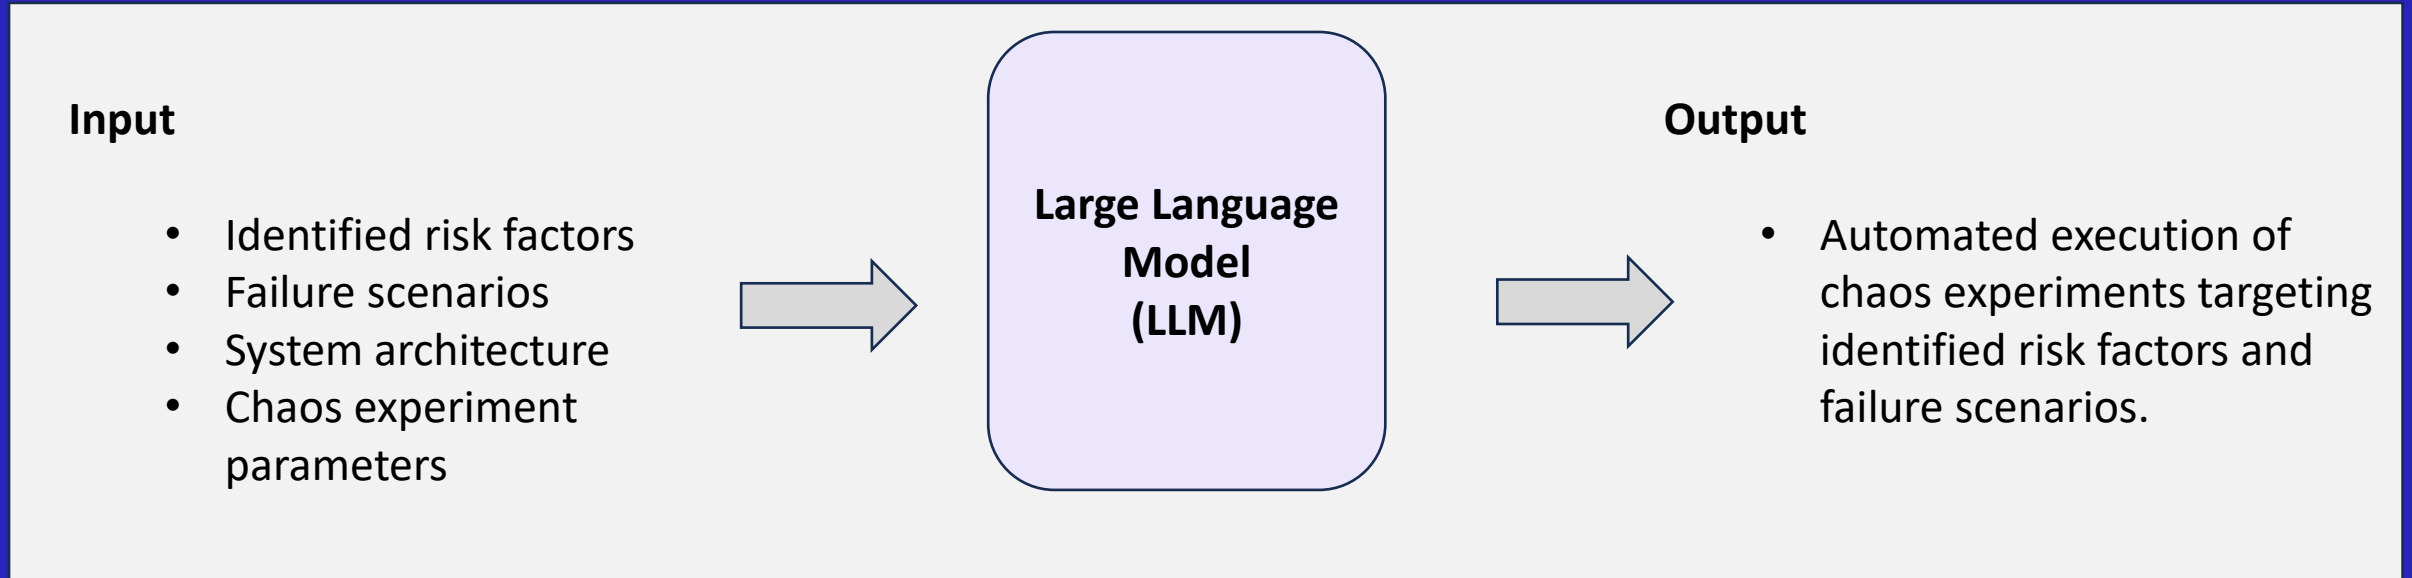 Input
• Identified risk factors
• Failure scenarios
• System architecture
• Chaos experiment
parameters
Large Language
Model
(LLM)
Output
• Automated execution of
chaos experiments targeting
identified risk factors and
failure scenarios.